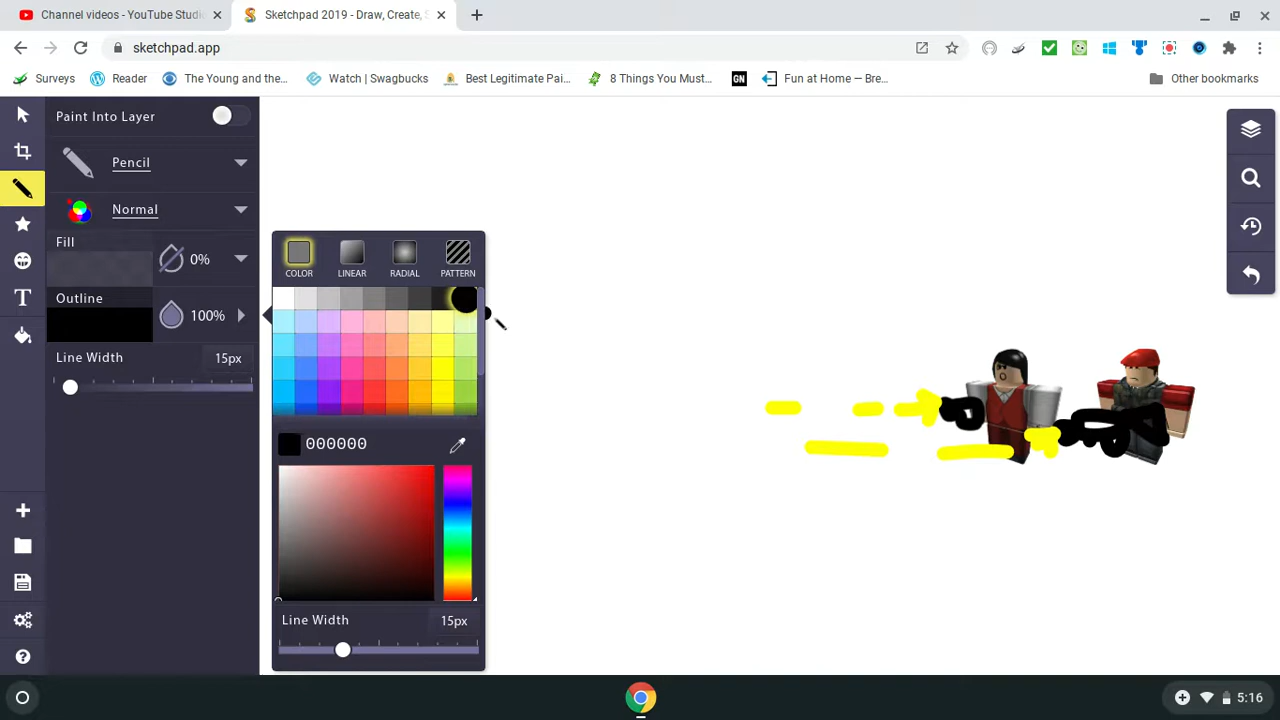 Channel videos - YouTube Studi
Sketchpad 2019 - Draw, Create, S
sketchpad.app
Surveys
Reader
The Young and the...
Watch | Swagbucks
Best Legitimate Pai...
8 Things You Must...
GN
Fun at Home — Bre...
Other bookmarks
Paint Into Layer
Pencil
Normal
Fill
0%
Outline
100%
Line Width
15px
COLOR
LINEAR
RADIAL
PATTERN
000000
Line Width
15px
T
5:16